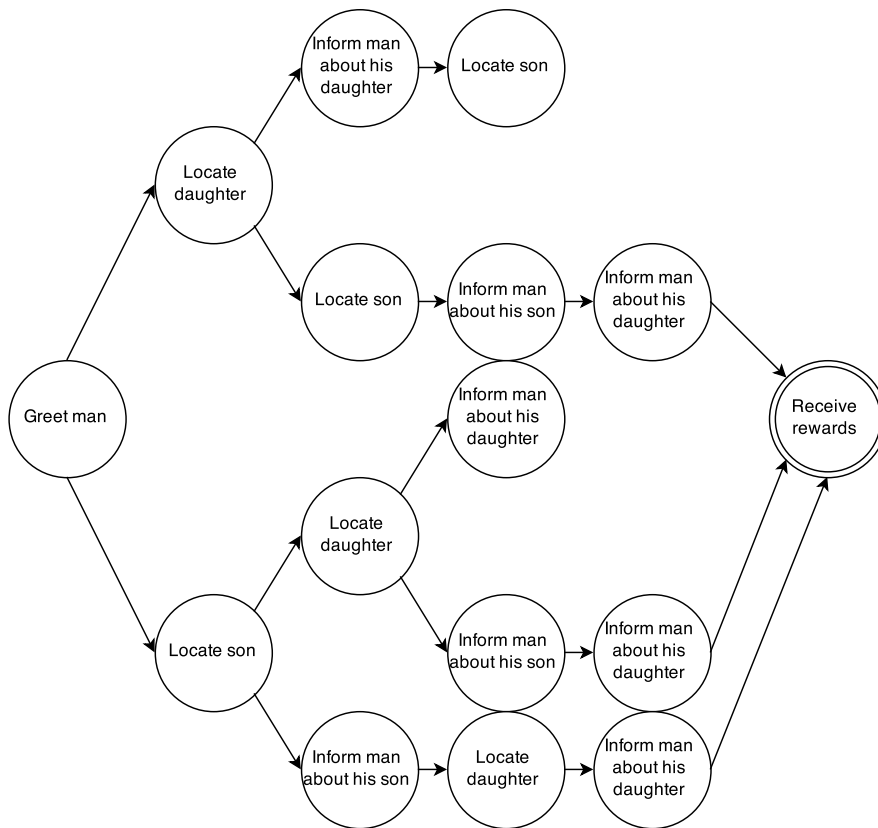 Inform man
about his
daughter
Locate son
Locate
daughter
Locate son
Inform man
about his son
Inform man
about his
daughter
Greet man
Inform man
about his
daughter
Receive
rewards
Locate
daughter
Locate son
Inform man
about his son
Inform man
about his
daughter
Inform man
about his son
Locate
daughter
Inform man
about his
daughter